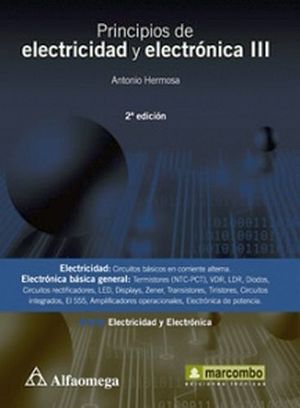 Principios de
electricidad y electrónica III
Antonio Hermosa
2ª edición
Electricidad: Circuitos básicos en corriente alterna.
Electrónica básica general: Termistores (NTC-PCT), VDR, LDR, Diodos,
Circuitos rectificadores, LED, Displays, Zener, Transistores, Tiristores, Circuitos
integrados, El 555, Amplificadores operacionales, Electrónica de potencia.
Electricidad y Electrónica
Alfaomega
marcombo
ediciones técnicas